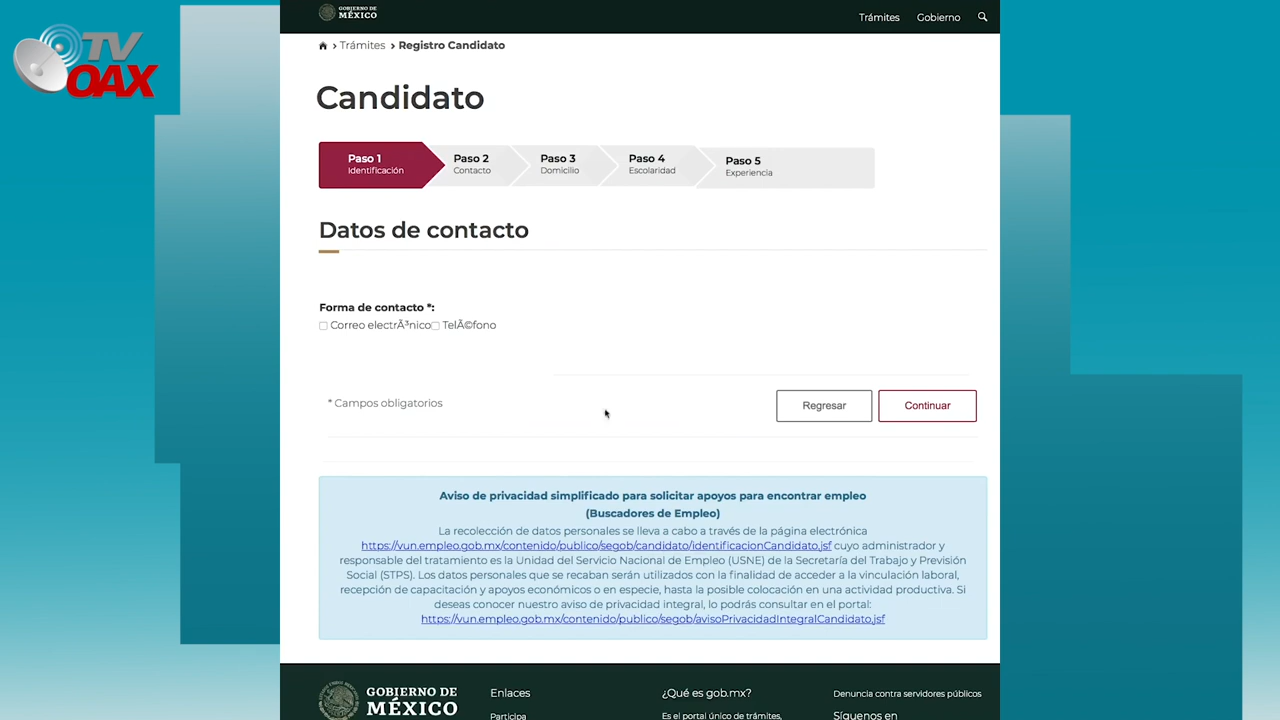 TV
OAX
GOBIERNO DE
MÉXICO
Trámites
Gobierno
Trámites
Registro Candidato
Candidato
Paso 1
Identificación
Paso 2
Contacto
Paso 3
Domicilio
Paso 4
Escolaridad
Paso 5
Experiencia
Datos de contacto
Forma de contacto *:
Correo electrÃ³nico
TelÃ©fono
* Campos obligatorios
Regresar
Continuar
Aviso de privacidad simplificado para solicitar apoyos para encontrar empleo
(Buscadores de Empleo)
La recolección de datos personales se lleva a cabo a través de la página electrónica
https://vun.empleo.gob.mx/contenido/publico/segob/candidato/identificacionCandidato.jsf cuyo administrador y
responsable del tratamiento es la Unidad del Servicio Nacional de Empleo (USNE) de la Secretaría del Trabajo y Previsión
Social (STPS). Los datos personales que se recaban serán utilizados con la finalidad de acceder a la vinculación laboral,
recepción de capacitación y apoyos económicos o en especie, hasta la posible colocación en una actividad productiva. Si
deseas conocer nuestro aviso de privacidad integral, lo podrás consultar en el portal:
https://vun.empleo.gob.mx/contenido/publico/segob/avisoPrivacidadIntegralCandidato.jsf
GOBIERNO DE
MÉXICO
Enlaces
Participa
¿Qué es gob.mx?
Es el portal único de trámites,
Denuncia contra servidores públicos
Síguenos en